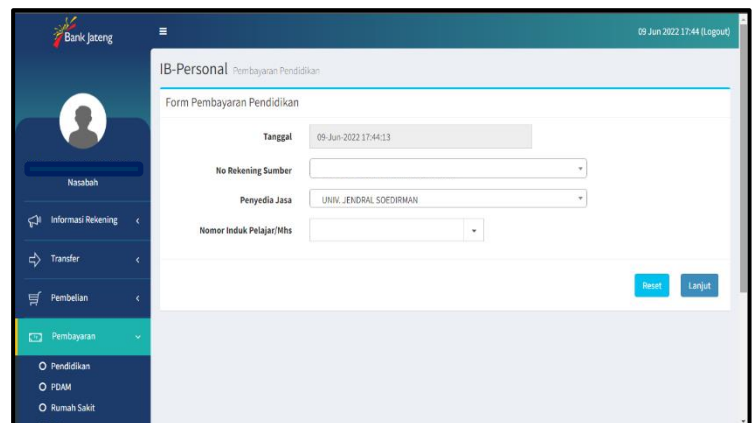 Bank Jateng
09 Jun 2022 17:44 (Logout)
IB-Personal Pembayaran Pendidikan
Form Pembayaran Pendidikan
Tanggal 09-Jun-2022 17:44:13
No Rekening Sumber
Penyedia Jasa UNIV. JENDRAL SOEDIRMAN
Nomor Induk Pelajar/Mhs
Reset Lanjut
Nasabah
Informasi Rekening
Transfer
Pembelian
Pembayaran
Pendidikan
PDAM
Rumah Sakit